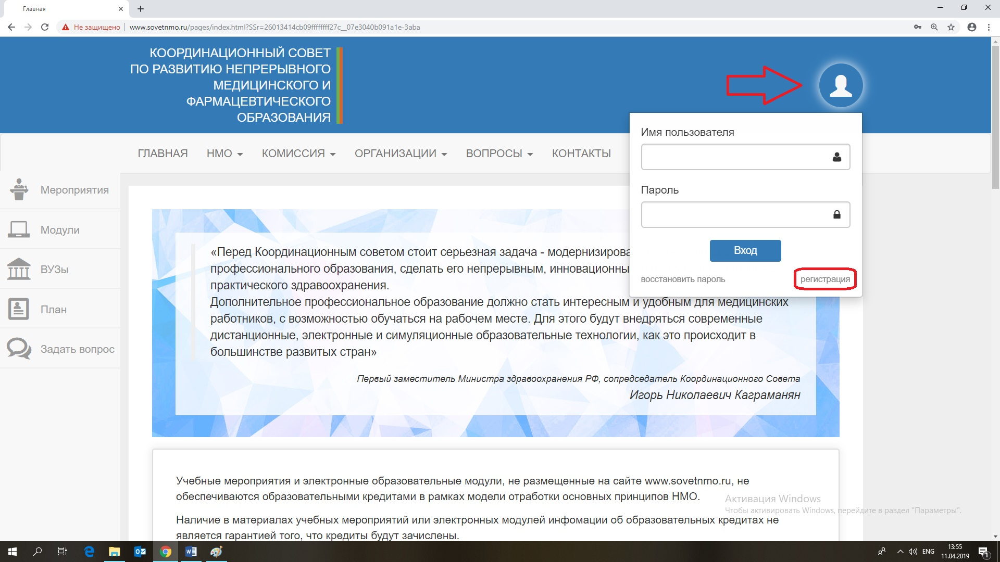 Главная
Не защищено
www.sovetnmo.ru/pages/index.html?SSr=26013414cb09ffffffff27c__07e3040b091a1e-3aba
КООРДИНАЦИОННЫЙ СОВЕТ
ПО РАЗВИТИЮ НЕПРЕРЫВНОГО
МЕДИЦИНСКОГО И
ФАРМАЦЕВТИЧЕСКОГО
ОБРАЗОВАНИЯ
ГЛАВНАЯ НМО КОМИССИЯ ОРГАНИЗАЦИИ ВОПРОСЫ КОНТАКТЫ
Имя пользователя
Пароль
Вход
восстановить пароль
регистрация
Мероприятия
Модули
ВУЗы
План
Задать вопрос
«Перед Координационным советом стоит серьезная задача - модернизирова
профессионального образования, сделать его непрерывным, инновационны
практического здравоохранения.
Дополнительное профессиональное образование должно стать интересным и удобным для медицинских
работников, с возможностью обучаться на рабочем месте. Для этого будут внедряться современные
дистанционные, электронные и симуляционные образовательные технологии, как это происходит в
большинстве развитых стран»
Первый заместитель Министра здравоохранения РФ, сопредседатель Координационного Совета
Игорь Николаевич Каграманян
Учебные мероприятия и электронные образовательные модули, не размещенные на сайте www.sovetnmo.ru, не
обеспечиваются образовательными кредитами в рамках модели отработки основных принципов НМО.
Наличие в материалах учебных мероприятий или электронных модулей инфомации об образовательных кредитах не
является гарантией того, что кредиты будут зачислены.
Активация Windows
Чтобы активировать Windows, перейдите в раздел "Параметры".
ENG
13:55
11.04.2019
1